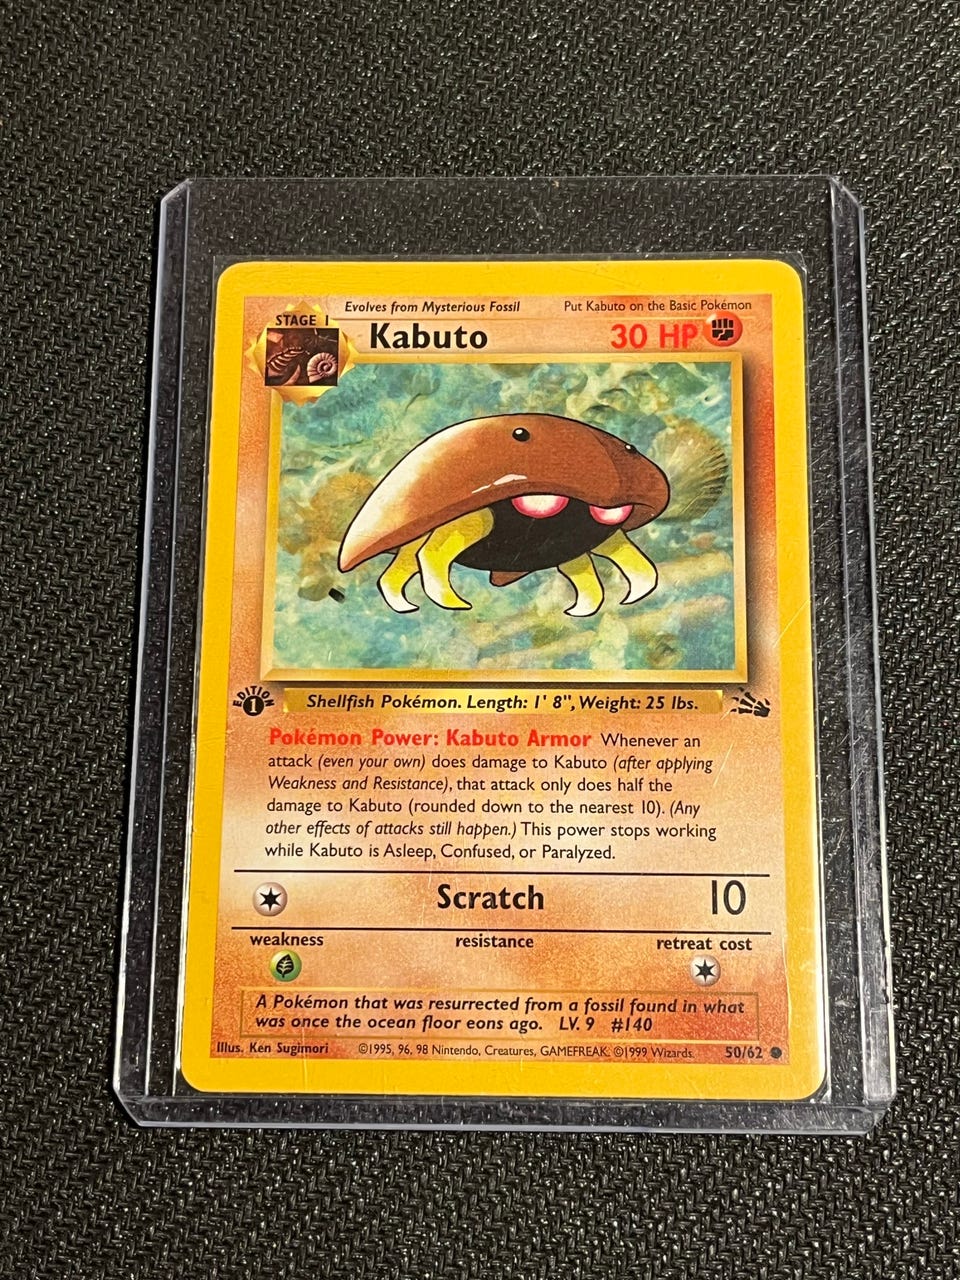 Evolves from Mysterious Fossil Put Kabuto on the Basic Pokémon
STAGE 1 Kabuto 30 HP
EDITION 1
Shellfish Pokémon. Length: 1' 8", Weight: 25 lbs.
Pokémon Power: Kabuto Armor Whenever an
attack (even your own) does damage to Kabuto (after applying
Weakness and Resistance), that attack only does half the
damage to Kabuto (rounded down to the nearest 10). (Any
other effects of attacks still happen.) This power stops working
while Kabuto is Asleep, Confused, or Paralyzed.
Scratch 10
weakness resistance retreat cost
A Pokémon that was resurrected from a fossil found in what
was once the ocean floor eons ago. LV. 9 #140
Illus. Ken Sugimori ©1995, 96, 98 Nintendo, Creatures, GAMEFREAK. ©1999 Wizards. 50/62